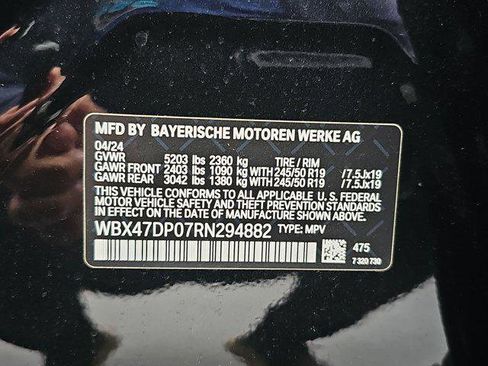 MFD BY BAYERISCHE MOTOREN WERKE AG
04/24
GVWR 5203 lbs 2360 kg TIRE / RIM
GAWR FRONT 2403 lbs 1090 kg WITH 245/50 R19 /7.5Jx19
GAWR REAR 3042 lbs 1380 kg WITH 245/50 R19 /7.5Jx19
THIS VEHICLE CONFORMS TO ALL APPLICABLE U. S. FEDERAL
MOTOR VEHICLE SAFETY AND THEFT PREVENTION STANDARDS
IN EFFECT ON THE DATE OF MANUFACTURE SHOWN ABOVE.
WBX47DP07RN294882 TYPE: MPV
475
7 320 730